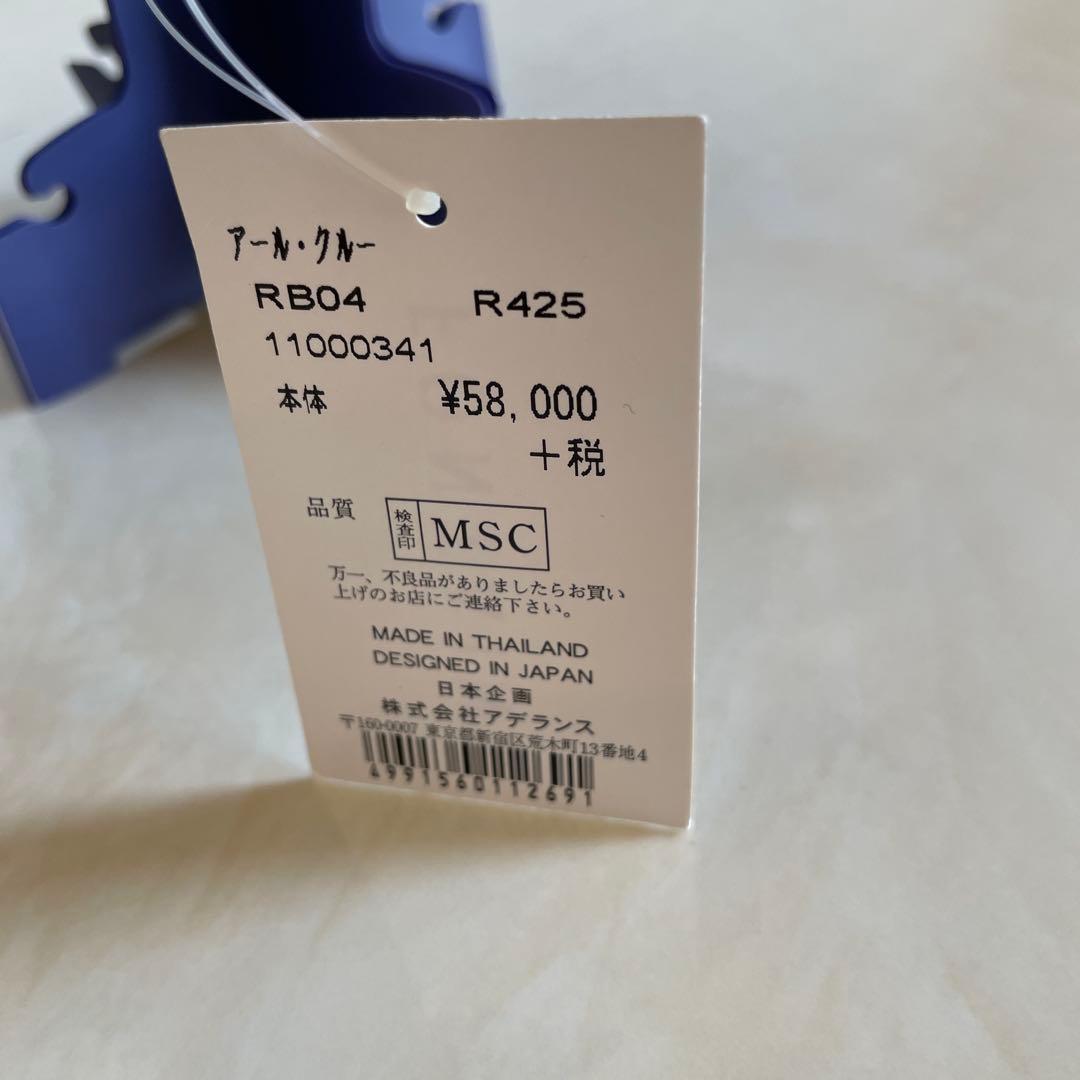 アール・クルー
RB04 R425
11000341
本体 ¥58,000
+税
品質 検査印 MSC
万一、不良品がありましたらお買い
上げのお店にご連絡下さい。
MADE IN THAILAND
DESIGNED IN JAPAN
日本企画
株式会社アデランス
〒160-0007 東京都新宿区荒木町13番地4
4991560112691